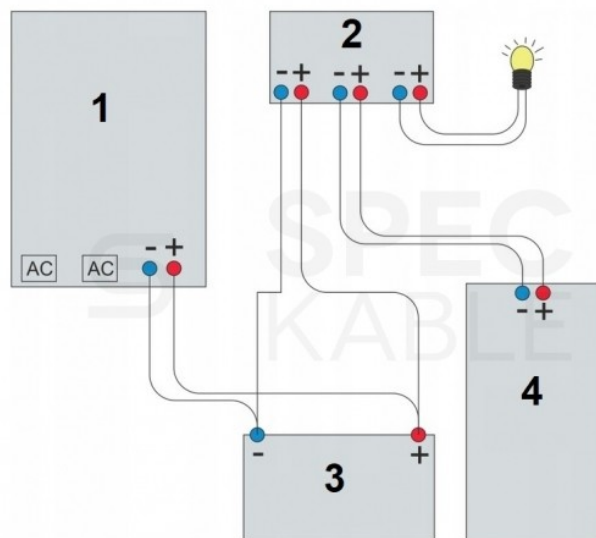 1
2
- + - + - +
SPEC
KABLE
- +
AC AC
- +
4
- +
3